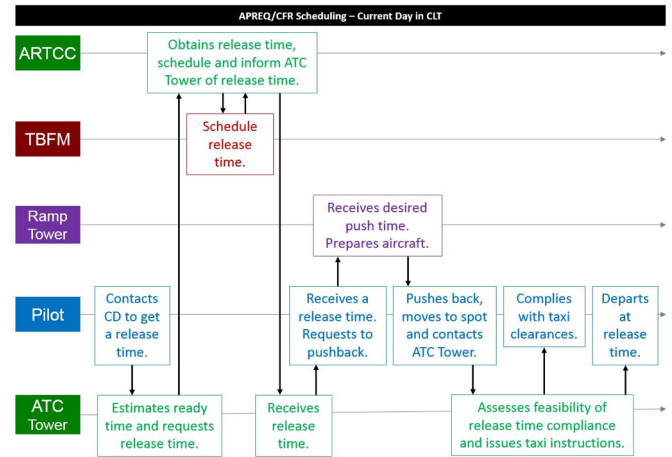 APREQ/CFR Scheduling – Current Day in CLT
ARTCC
Obtains release time,
schedule and inform ATC
Tower of release time.
TBFM
Schedule
release
time.
Ramp
Tower
Receives desired
push time.
Prepares aircraft.
Pilot
Contacts
CD to get
a release
time.
Receives a
release time.
Requests to
pushback.
Pushes back,
moves to spot
and contacts
ATC Tower.
Complies
with taxi
clearances.
Departs
at
release
time.
ATC
Tower
Estimates ready
time and requests
release time.
Receives
release
time.
Assesses feasibility of
release time compliance
and issues taxi instructions.